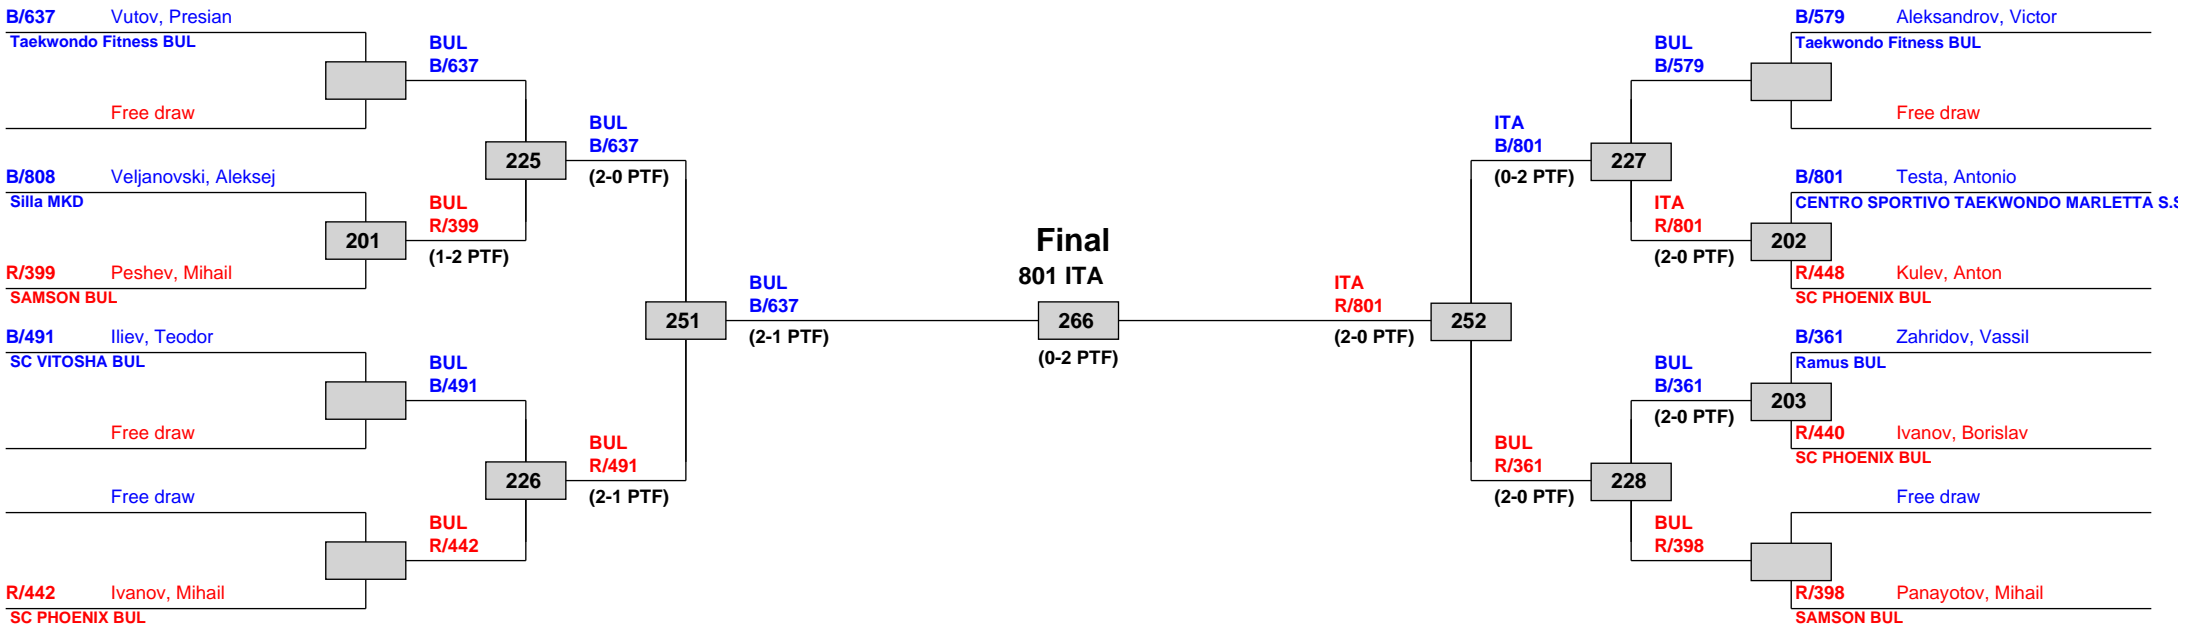 B/637 Vutov, Presian
Taekwondo Fitness BUL
Free draw
BUL
B/637
B/808 Veljanovski, Aleksej
Silla MKD
201
R/399 Peshev, Mihail
SAMSON BUL
BUL
R/399
(1-2 PTF)
225
BUL
B/637
(2-0 PTF)
B/491 Iliev, Teodor
SC VITOSHA BUL
Free draw
BUL
B/491
Free draw
R/442 Ivanov, Mihail
SC PHOENIX BUL
BUL
R/442
226
BUL
R/491
(2-1 PTF)
251
BUL
B/637
(2-1 PTF)
Final
801 ITA
266
(0-2 PTF)
ITA
R/801
(2-0 PTF)
252
ITA
B/801
(0-2 PTF)
227
BUL
B/579
B/579 Aleksandrov, Victor
Taekwondo Fitness BUL
Free draw
ITA
R/801
(2-0 PTF)
202
B/801 Testa, Antonio
CENTRO SPORTIVO TAEKWONDO MARLETTA S.S
R/448 Kulev, Anton
SC PHOENIX BUL
BUL
R/361
(2-0 PTF)
228
BUL
B/361
(2-0 PTF)
203
B/361 Zahridov, Vassil
Ramus BUL
R/440 Ivanov, Borislav
SC PHOENIX BUL
BUL
R/398
Free draw
R/398 Panayotov, Mihail
SAMSON BUL